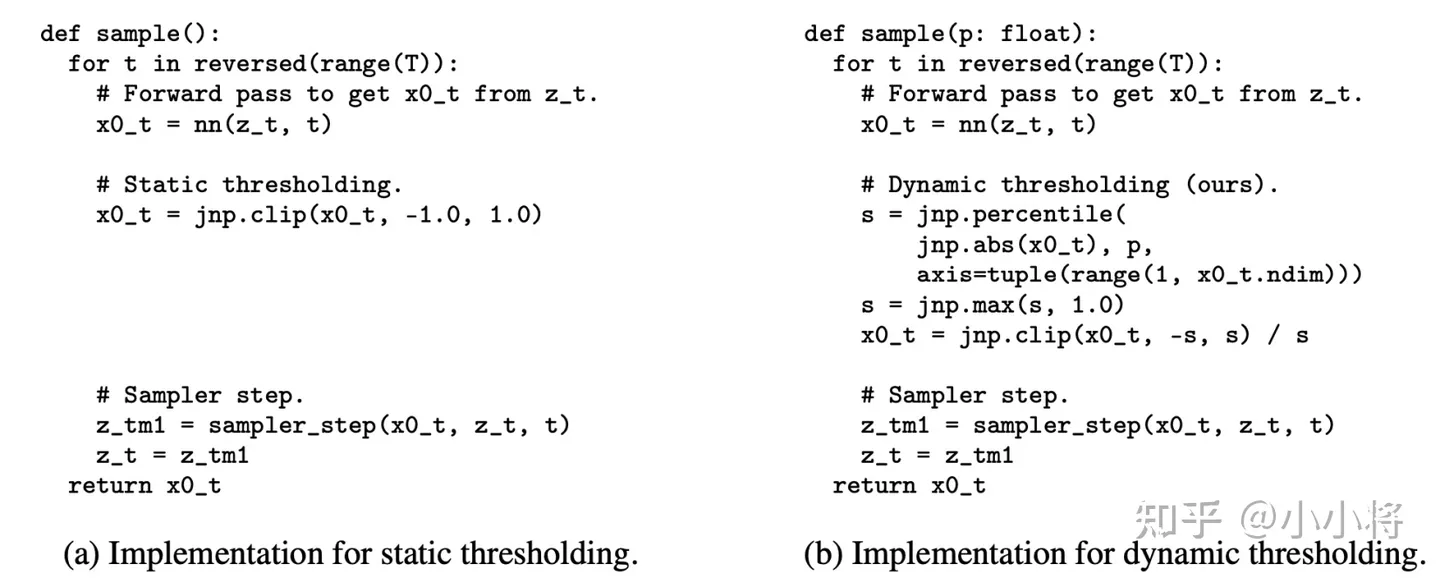 def sample():
for t in reversed(range(T)):
# Forward pass to get x0_t from z_t.
x0_t = nn(z_t, t)
# Static thresholding.
x0_t = jnp.clip(x0_t, -1.0, 1.0)
# Sampler step.
z_tm1 = sampler_step(x0_t, z_t, t)
z_t = z_tm1
return x0_t
(a) Implementation for static thresholding.
def sample(p: float):
for t in reversed(range(T)):
# Forward pass to get x0_t from z_t.
x0_t = nn(z_t, t)
# Dynamic thresholding (ours).
s = jnp.percentile(
jnp.abs(x0_t), p,
axis=tuple(range(1, x0_t.ndim)))
s = jnp.max(s, 1.0)
x0_t = jnp.clip(x0_t, -s, s) / s
# Sampler step.
z_tm1 = sampler_step(x0_t, z_t, t)
z_t = z_tm1
return x0_t
(b) Implementation for dynamic thresholding.
知乎 @小小将